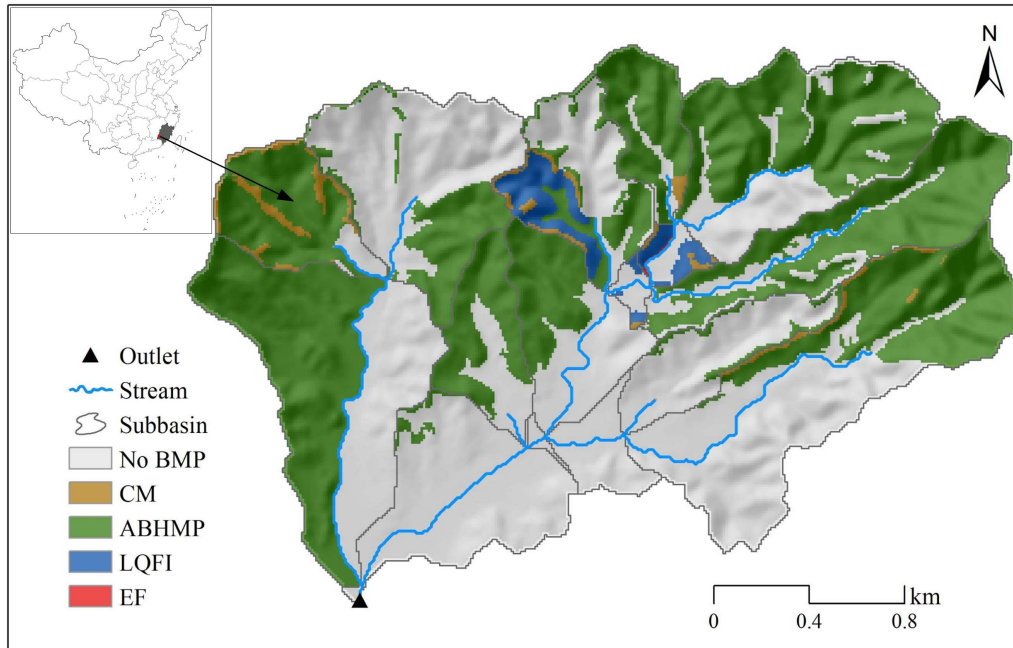 N
Outlet
Stream
Subbasin
No BMP
CM
ABHMP
LQFI
EF
km
0 0.4 0.8